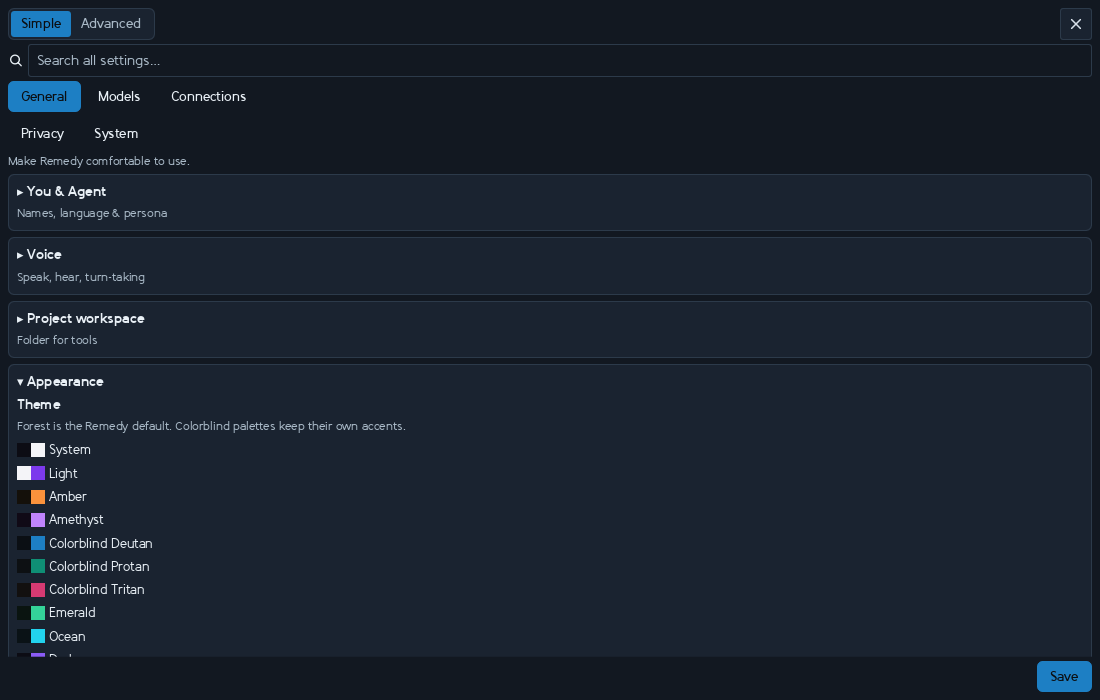 Simple Advanced
Search all settings...
General Models Connections
Privacy System
Make Remedy comfortable to use.
▸ You & Agent
Names, language & persona
▸ Voice
Speak, hear, turn-taking
▸ Project workspace
Folder for tools
▾ Appearance
Theme
Forest is the Remedy default. Colorblind palettes keep their own accents.
System
Light
Amber
Amethyst
Colorblind Deutan
Colorblind Protan
Colorblind Tritan
Emerald
Ocean
Save